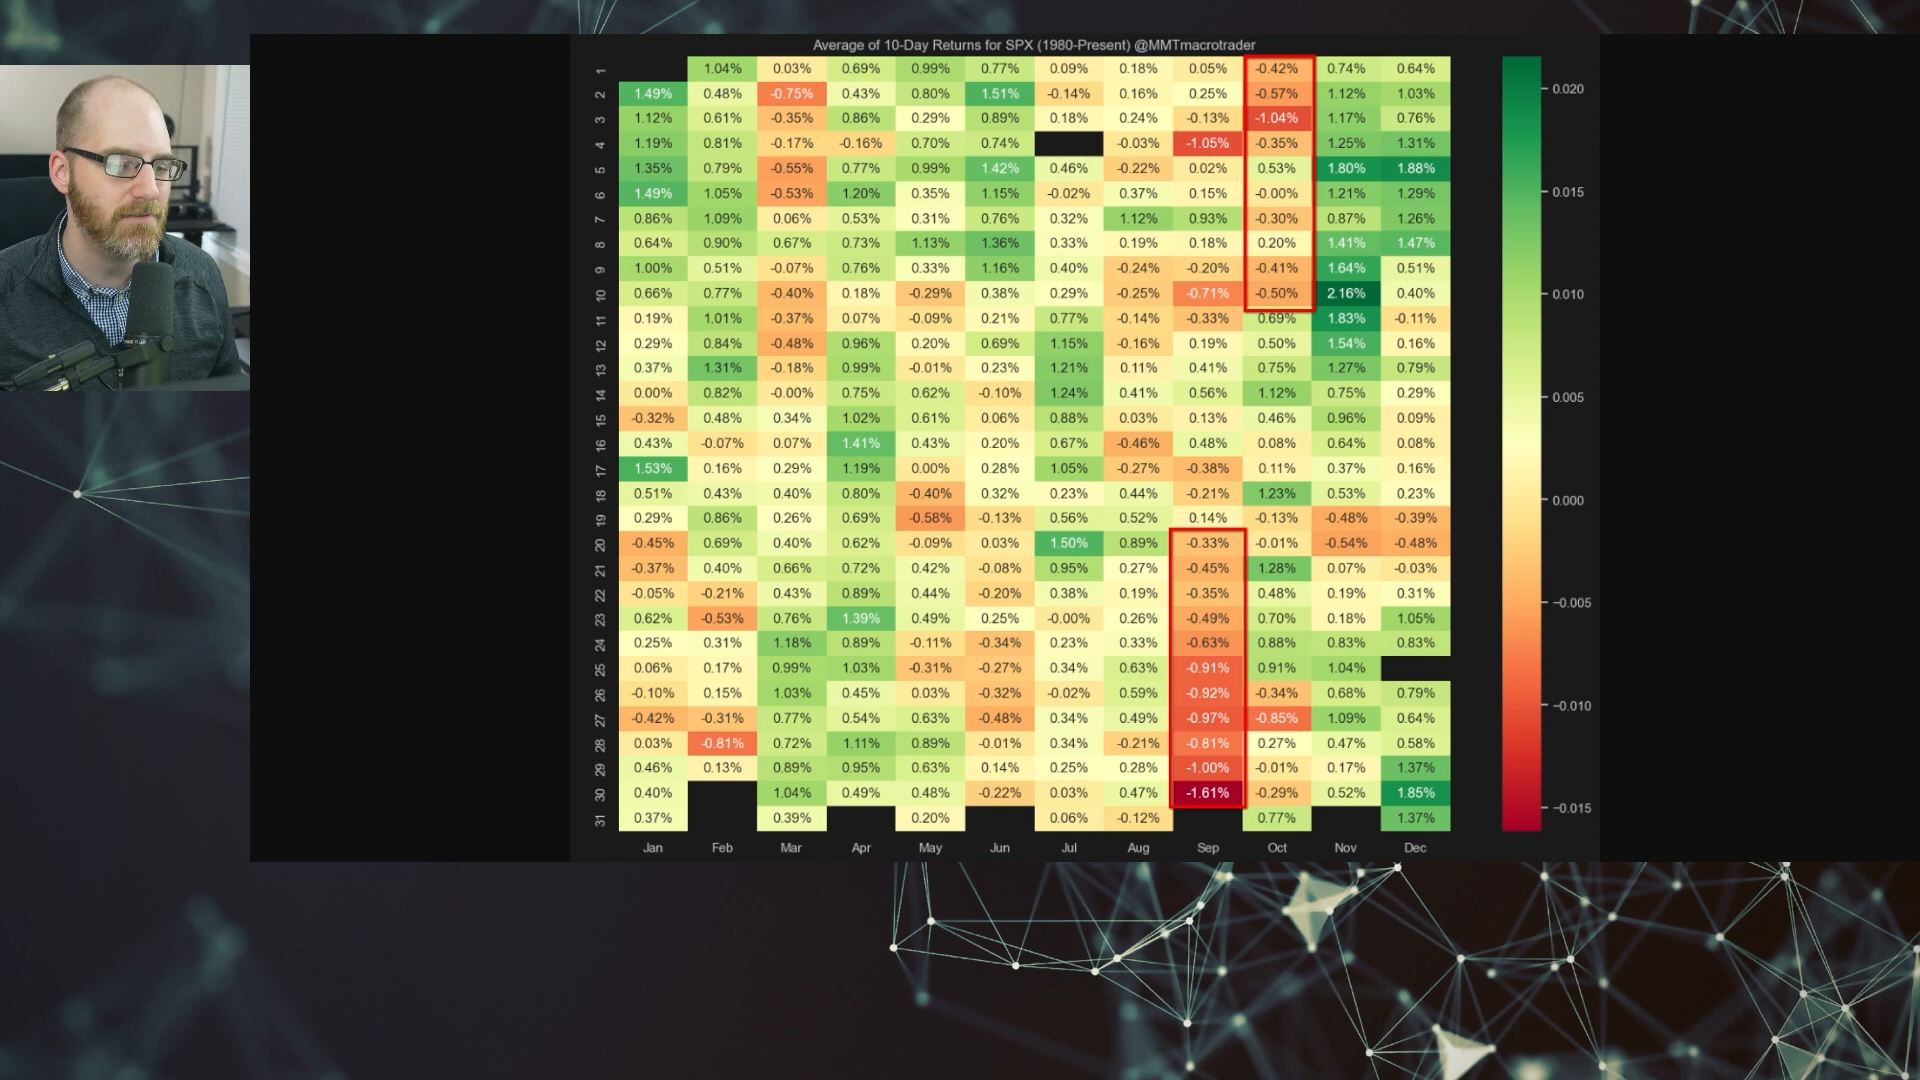 Average of 10-Day Returns for SPX (1980-Present) @MMTmacrotrader
1 1.04% 0.03% 0.69% 0.99% 0.77% 0.09% 0.18% 0.05% -0.42% 0.74% 0.64%
2 1.49% 0.48% -0.75% 0.43% 0.80% 1.51% -0.14% 0.16% 0.25% -0.57% 1.12% 1.03%
3 1.12% 0.61% -0.35% 0.86% 0.29% 0.89% 0.18% 0.24% -0.13% -1.04% 1.17% 0.76%
4 1.19% 0.81% -0.17% -0.16% 0.70% 0.74% -0.03% -1.05% -0.35% 1.25% 1.31%
5 1.35% 0.79% -0.55% 0.77% 0.99% 1.42% 0.46% -0.22% 0.02% 0.53% 1.80% 1.88%
6 1.49% 1.05% -0.53% 1.20% 0.35% 1.15% -0.02% 0.37% 0.15% -0.00% 1.21% 1.29%
7 0.86% 1.09% 0.06% 0.53% 0.31% 0.76% 0.32% 1.12% 0.93% -0.30% 0.87% 1.26%
8 0.64% 0.90% 0.67% 0.73% 1.13% 1.36% 0.33% 0.19% 0.18% 0.20% 1.41% 1.47%
9 1.00% 0.51% -0.07% 0.76% 0.33% 1.16% 0.40% -0.24% -0.20% -0.41% 1.64% 0.51%
10 0.66% 0.77% -0.40% 0.18% -0.29% 0.38% 0.29% -0.25% -0.71% -0.50% 2.16% 0.40%
11 0.19% 1.01% -0.37% 0.07% -0.09% 0.21% 0.77% -0.14% -0.33% 0.69% 1.83% -0.11%
12 0.29% 0.84% -0.48% 0.96% 0.20% 0.69% 1.15% -0.16% 0.19% 0.50% 1.54% 0.16%
13 0.37% 1.31% -0.18% 0.99% -0.01% 0.23% 1.21% 0.11% 0.41% 0.75% 1.27% 0.79%
14 0.00% 0.82% -0.00% 0.75% 0.62% -0.10% 1.24% 0.41% 0.56% 1.12% 0.75% 0.29%
15 -0.32% 0.48% 0.34% 1.02% 0.61% 0.06% 0.88% 0.03% 0.13% 0.46% 0.96% 0.09%
16 0.43% -0.07% 0.07% 1.41% 0.43% 0.20% 0.67% -0.46% 0.48% 0.08% 0.64% 0.08%
17 1.53% 0.16% 0.29% 1.19% 0.00% 0.28% 1.05% -0.27% -0.38% 0.11% 0.37% 0.16%
18 0.51% 0.43% 0.40% 0.80% -0.40% 0.32% 0.23% 0.44% -0.21% 1.23% 0.53% 0.23%
19 0.29% 0.86% 0.26% 0.69% -0.58% -0.13% 0.56% 0.52% 0.14% -0.13% -0.48% -0.39%
20 -0.45% 0.69% 0.40% 0.62% -0.09% 0.03% 1.50% 0.89% -0.33% -0.01% -0.54% -0.48%
21 -0.37% 0.40% 0.66% 0.72% 0.42% -0.08% 0.95% 0.27% -0.45% 1.28% 0.07% -0.03%
22 -0.05% -0.21% 0.43% 0.89% 0.44% -0.20% 0.38% 0.19% -0.35% 0.48% 0.19% 0.31%
23 0.62% -0.53% 0.76% 1.39% 0.49% 0.25% -0.00% 0.26% -0.49% 0.70% 0.18% 1.05%
24 0.25% 0.31% 1.18% 0.89% -0.11% -0.34% 0.23% 0.33% -0.63% 0.88% 0.83% 0.83%
25 0.06% 0.17% 0.99% 1.03% -0.31% -0.27% 0.34% 0.63% -0.91% 0.91% 1.04%
26 -0.10% 0.15% 1.03% 0.45% 0.03% -0.32% -0.02% 0.59% -0.92% -0.34% 0.68% 0.79%
27 -0.42% -0.31% 0.77% 0.54% 0.63% -0.48% 0.34% 0.49% -0.97% -0.85% 1.09% 0.64%
28 0.03% -0.81% 0.72% 1.11% 0.89% -0.01% 0.34% -0.21% -0.81% 0.27% 0.47% 0.58%
29 0.46% 0.13% 0.89% 0.95% 0.63% 0.14% 0.25% 0.28% -1.00% -0.01% 0.17% 1.37%
30 0.40% 1.04% 0.49% 0.48% -0.22% 0.03% 0.47% -1.61% -0.29% 0.52% 1.85%
31 0.37% 0.39% 0.20% 0.06% -0.12% 0.77% 1.37%
Jan Feb Mar Apr May Jun Jul Aug Sep Oct Nov Dec
0.020
0.015
0.010
0.005
0.000
−0.005
−0.010
−0.015